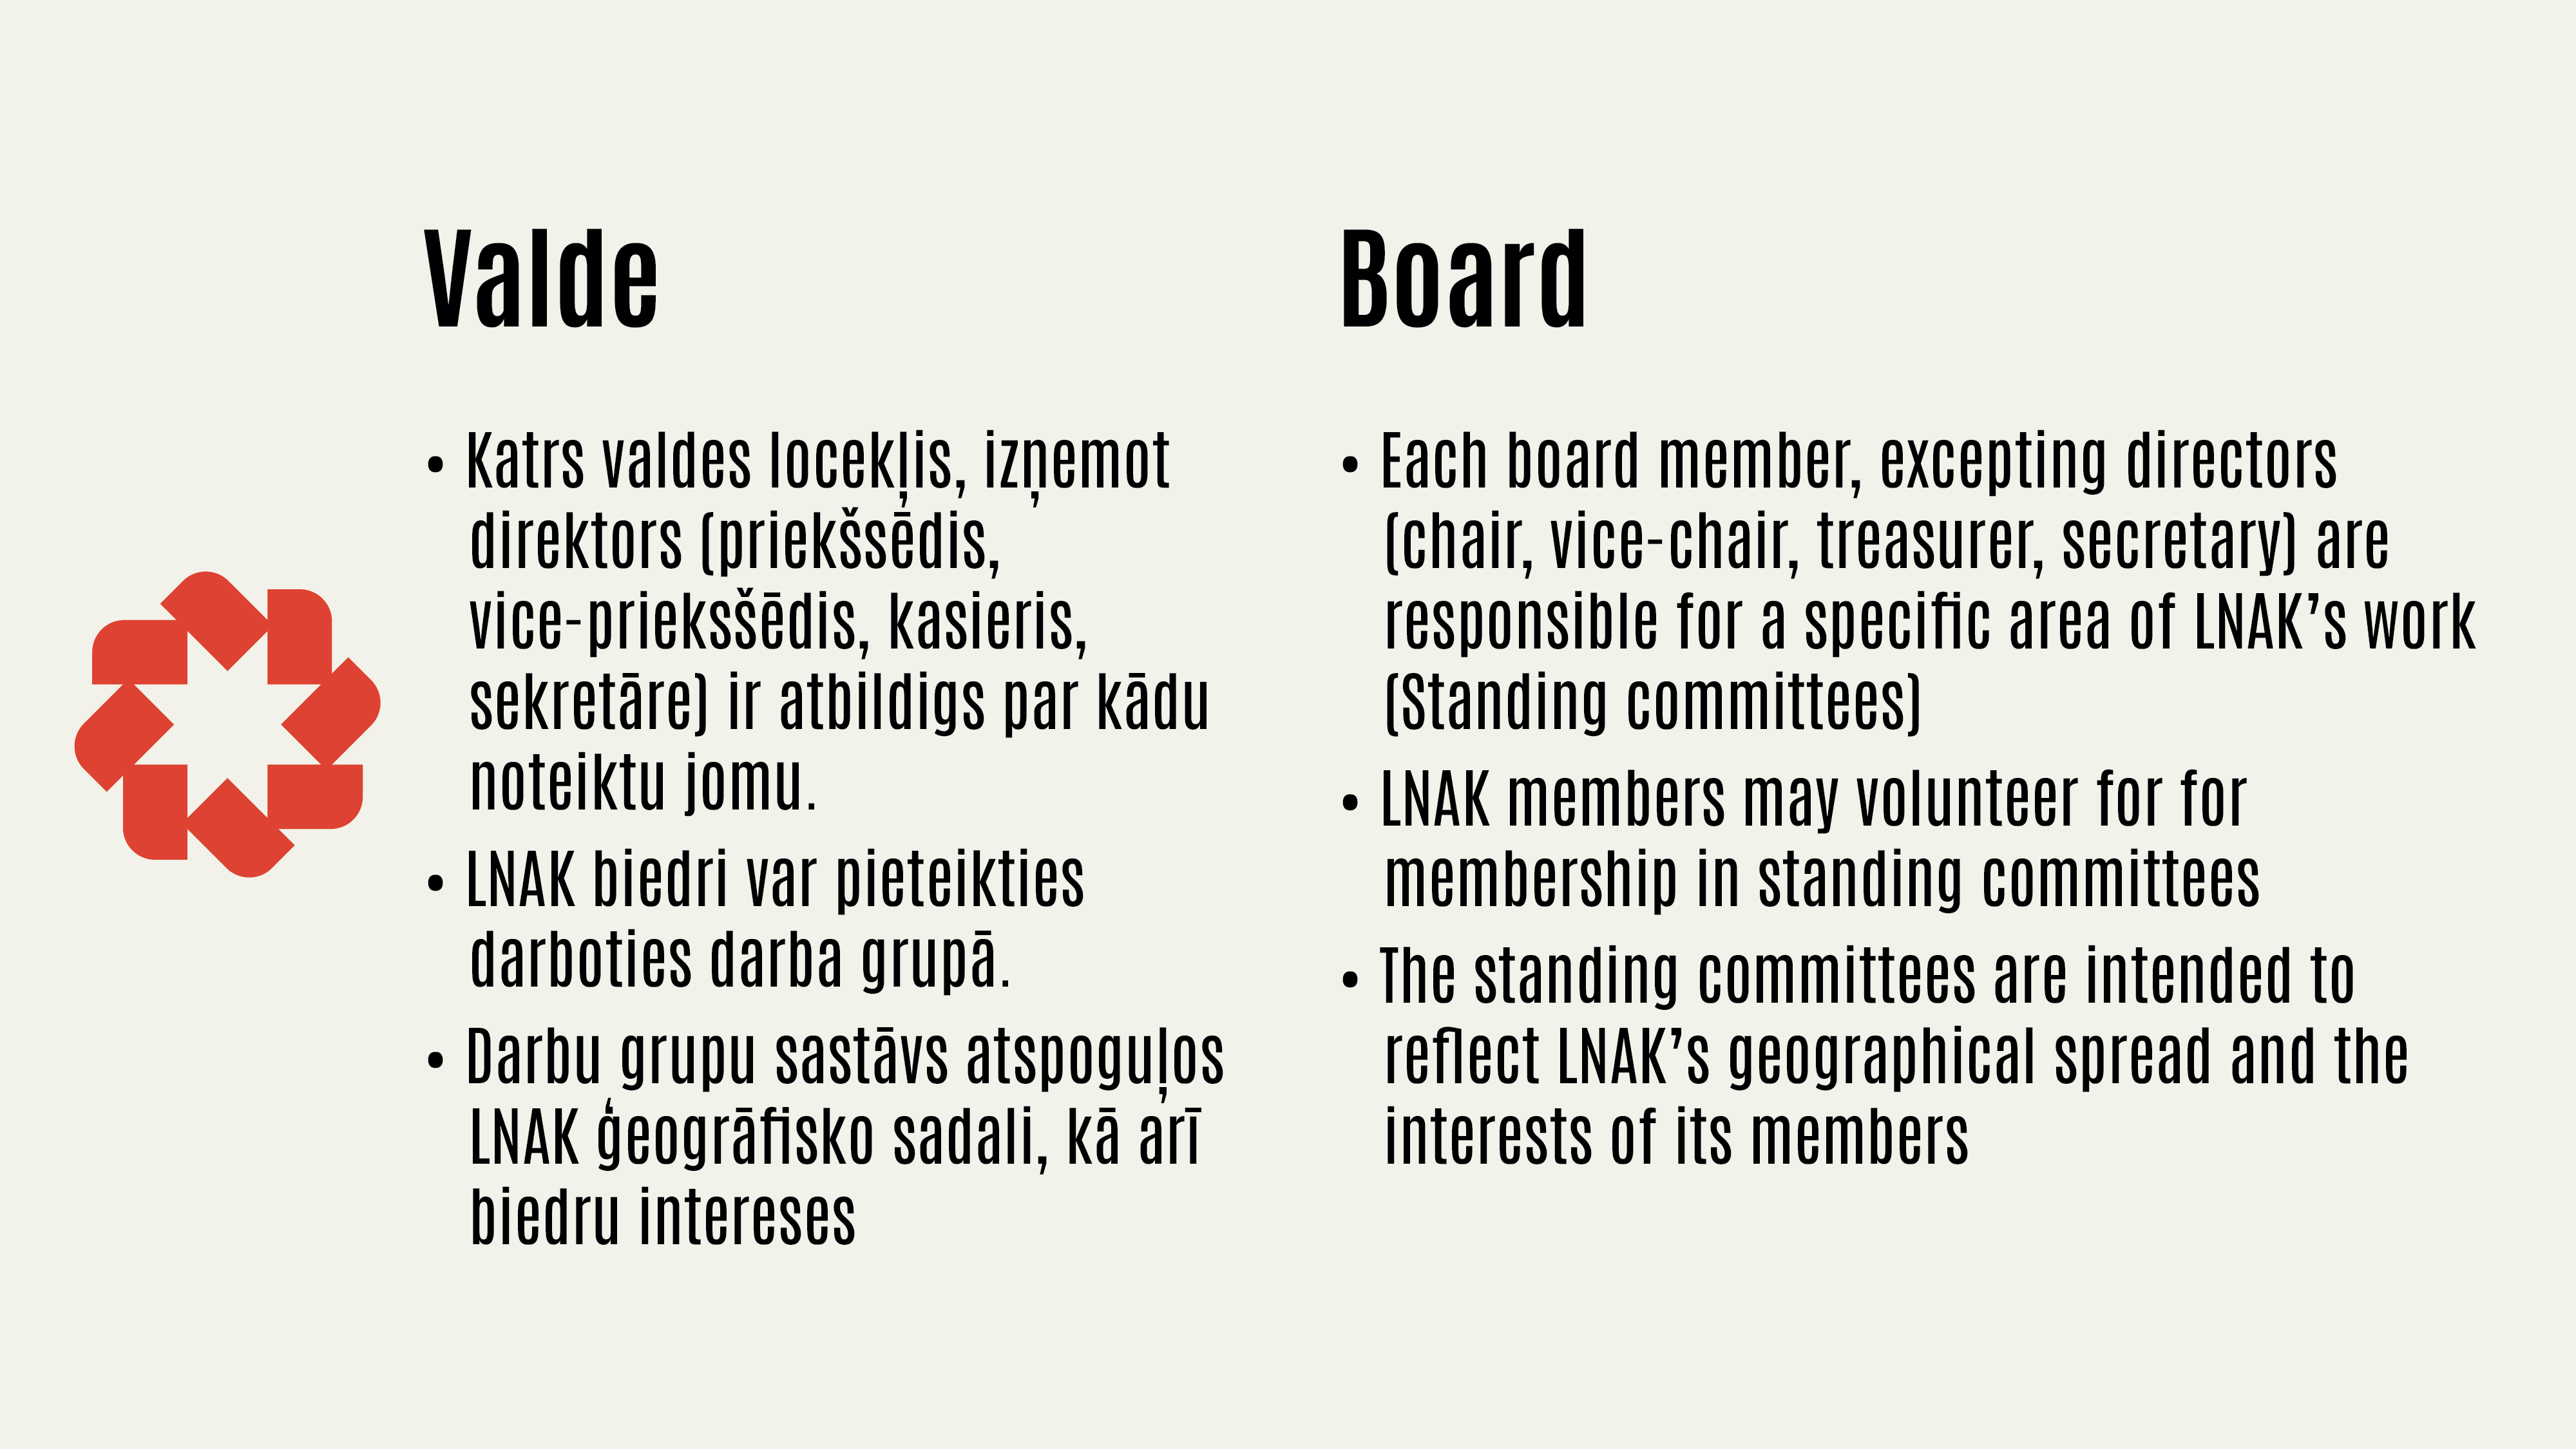 Valde
• Katrs valdes locekļis, izņemot
direktors (priekšsēdis,
vice-prieksšēdis, kasieris,
sekretāre) ir atbildigs par kādu
noteiktu jomu.
• LNAK biedri var pieteikties
darboties darba grupā.
• Darbu grupu sastāvs atspoguļos
LNAK ģeogrāfisko sadali, kā arī
biedru intereses
Board
• Each board member, excepting directors
(chair, vice-chair, treasurer, secretary) are
responsible for a specific area of LNAK’s work
(Standing committees)
• LNAK members may volunteer for for
membership in standing committees
• The standing committees are intended to
reflect LNAK’s geographical spread and the
interests of its members